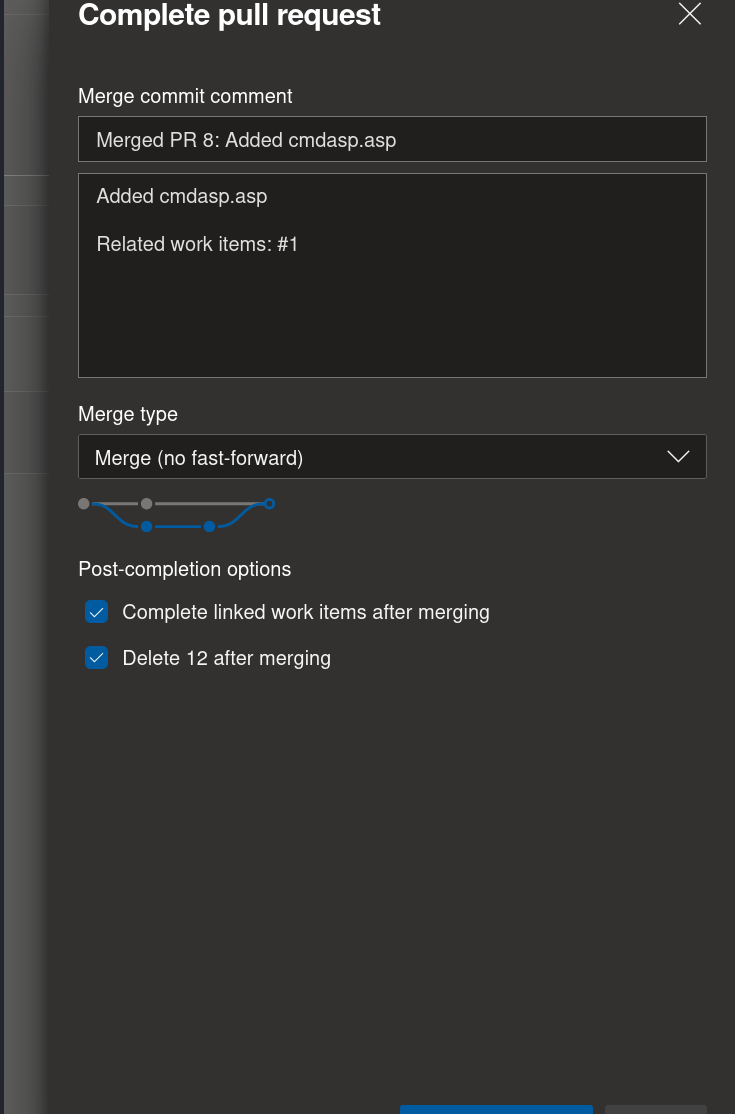 Complete pull request
Merge commit comment
Merged PR 8: Added cmdasp.asp
Added cmdasp.asp
Related work items: #1
Merge type
Merge (no fast-forward)
Post-completion options
Complete linked work items after merging
Delete 12 after merging